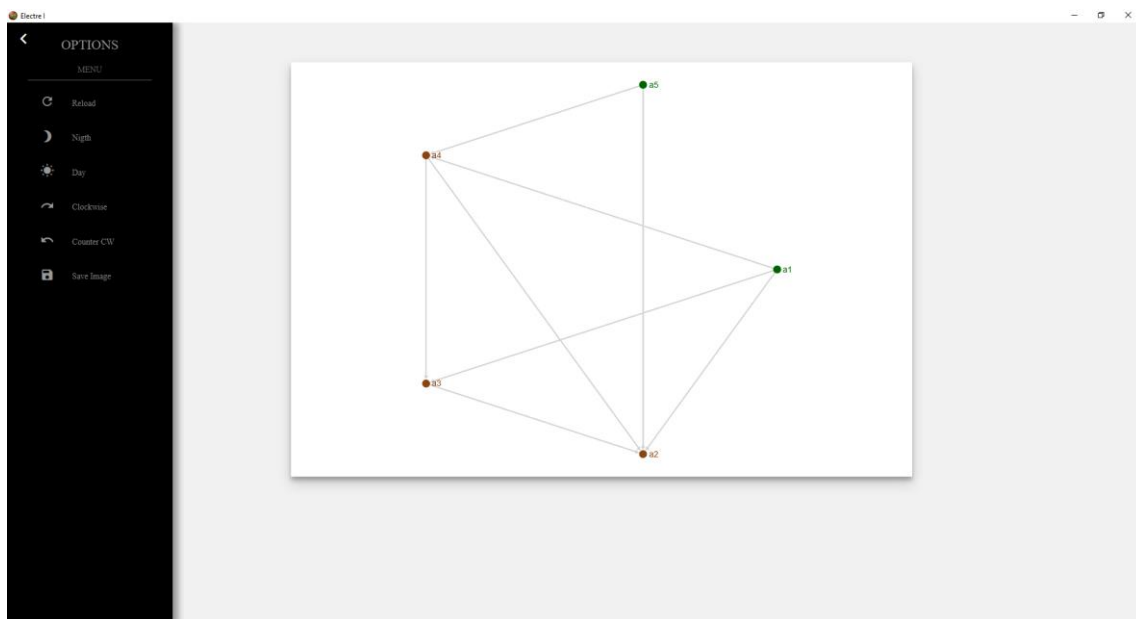 Electre I
OPTIONS
MENU
Reload
Nigth
Day
Clockwise
Counter CW
Save Image
a5
a4
a1
a3
a2